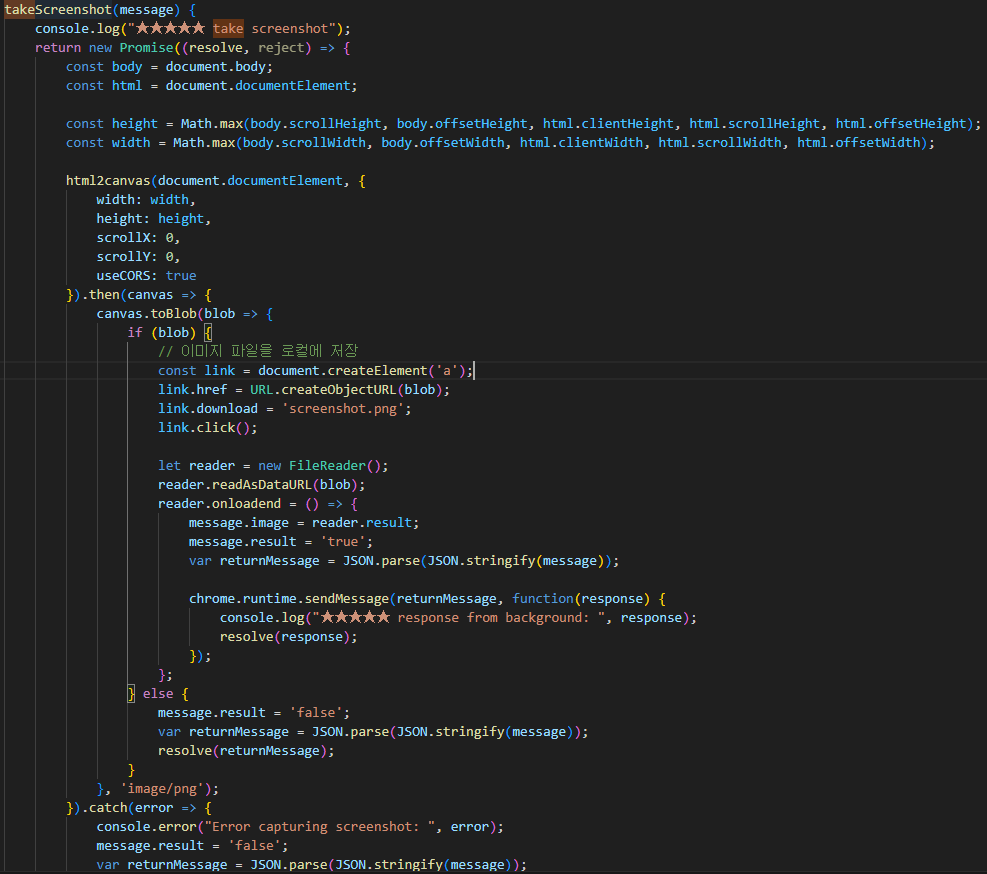 takeScreenshot(message) {
console.log("★★★★★ take screenshot");
return new Promise((resolve, reject) => {
const body = document.body;
const html = document.documentElement;
const height = Math.max(body.scrollHeight, body.offsetHeight, html.clientHeight, html.scrollHeight, html.offsetHeight);
const width = Math.max(body.scrollWidth, body.offsetWidth, html.clientWidth, html.scrollWidth, html.offsetWidth);
html2canvas(document.documentElement, {
width: width,
height: height,
scrollX: 0,
scrollY: 0,
useCORS: true
}).then(canvas => {
canvas.toBlob(blob => {
if (blob) {
// 이미지 파일을 로컬에 저장
const link = document.createElement('a');
link.href = URL.createObjectURL(blob);
link.download = 'screenshot.png';
link.click();
let reader = new FileReader();
reader.readAsDataURL(blob);
reader.onloadend = () => {
message.image = reader.result;
message.result = 'true';
var returnMessage = JSON.parse(JSON.stringify(message));
chrome.runtime.sendMessage(returnMessage, function(response) {
console.log("★★★★★ response from background: ", response);
resolve(response);
});
};
} else {
message.result = 'false';
var returnMessage = JSON.parse(JSON.stringify(message));
resolve(returnMessage);
}
}, 'image/png');
}).catch(error => {
console.error("Error capturing screenshot: ", error);
message.result = 'false';
var returnMessage = JSON.parse(JSON.stringify(message));